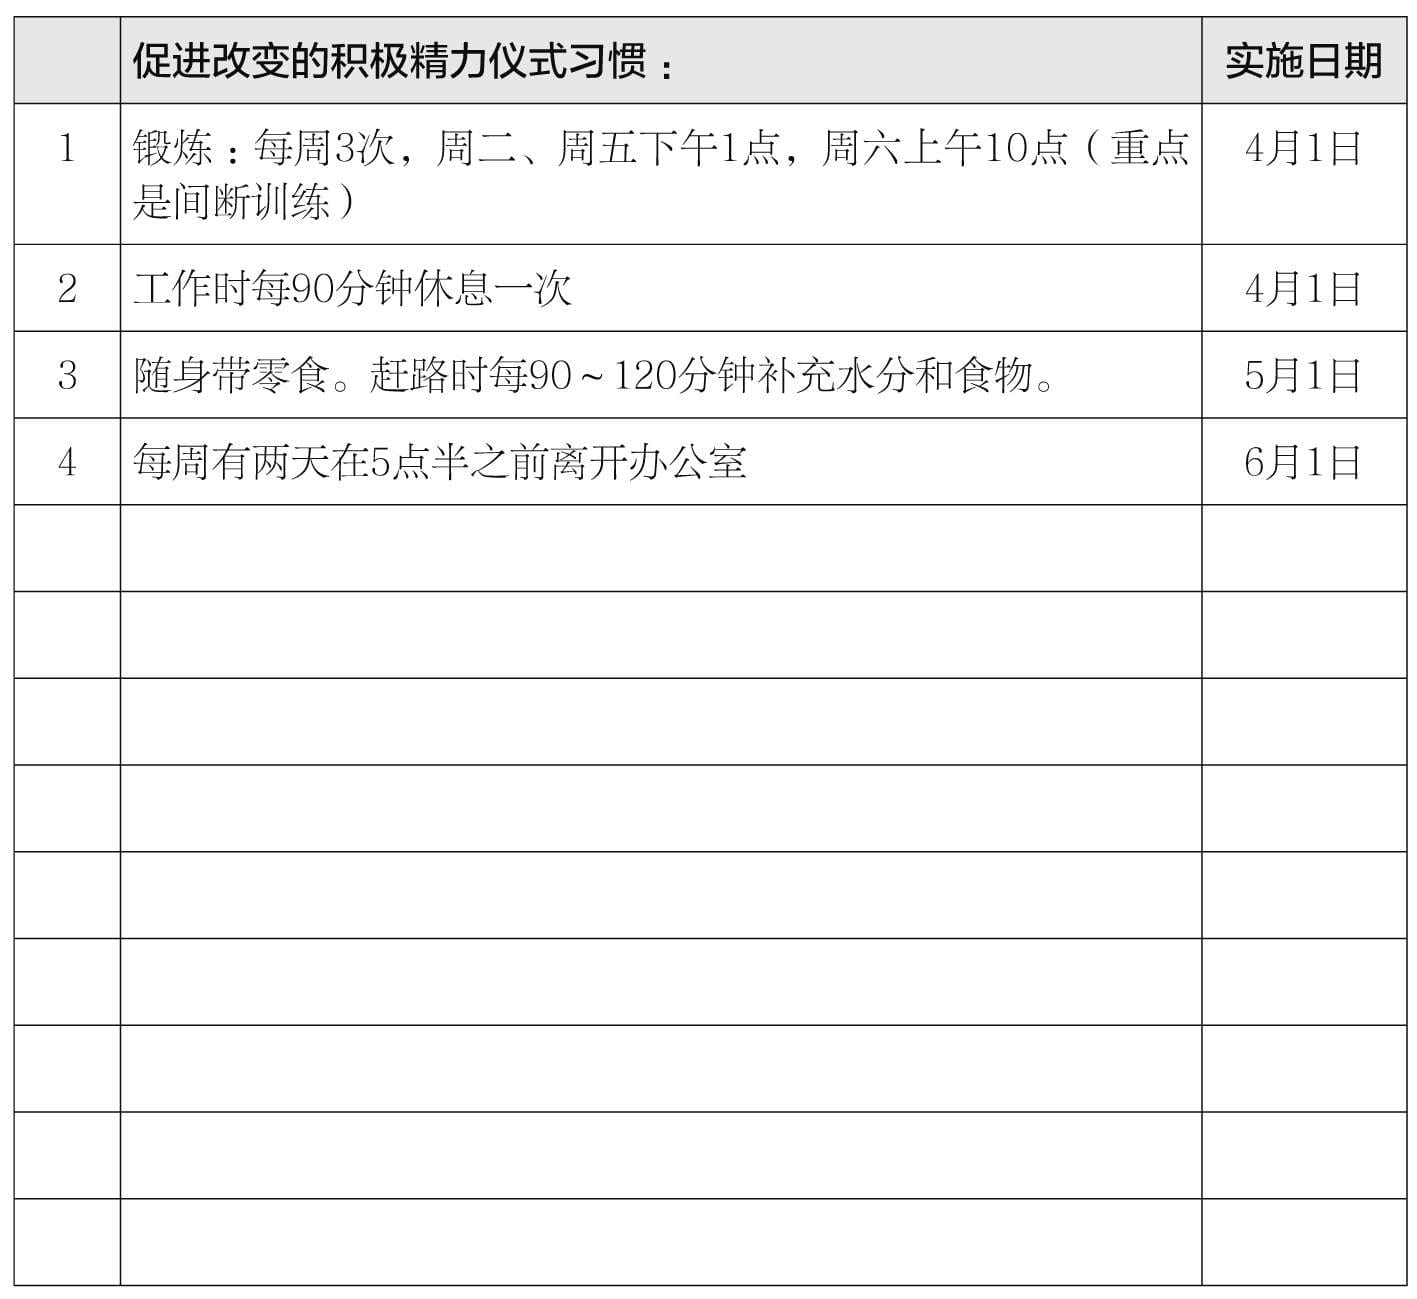 促进改变的积极精力仪式习惯： 实施日期
1 锻炼：每周3次，周二、周五下午1点，周六上午10点（重点 4月1日
是间断训练）
2 工作时每90分钟休息一次 4月1日
3 随身带零食。赶路时每90～120分钟补充水分和食物。 5月1日
4 每周有两天在5点半之前离开办公室 6月1日